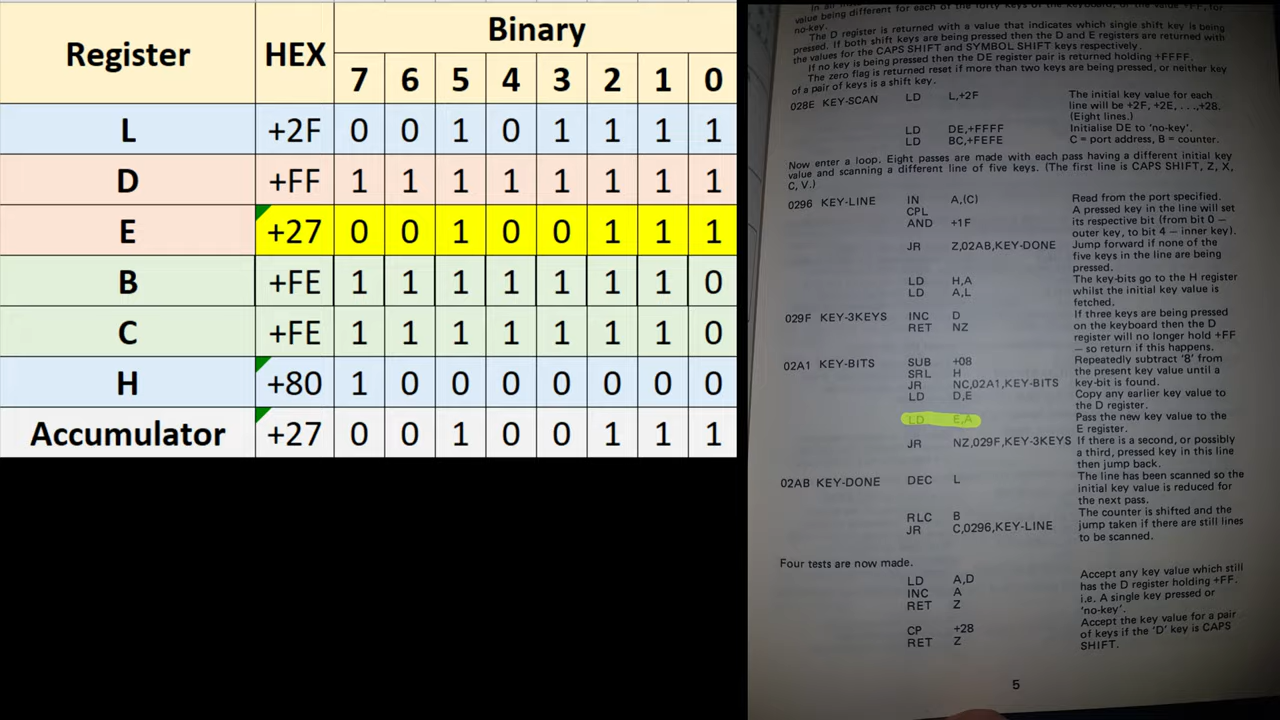 Register HEX Binary
7 6 5 4 3 2 1 0
L +2F 0 0 1 0 1 1 1 1
D +FF 1 1 1 1 1 1 1 1
E +27 0 0 1 0 0 1 1 1
B +FE 1 1 1 1 1 1 1 0
C +FE 1 1 1 1 1 1 1 0
H +80 1 0 0 0 0 0 0 0
Accumulator +27 0 0 1 0 0 1 1 1
value being different for each of the forty keys of the keyboard, or the value +FF, for
no-key.
The D register is returned with a value that indicates which single shift key is being
pressed. If both shift keys are being pressed then the D and E registers are returned with
the values for the CAPS SHIFT and SYMBOL SHIFT keys respectively.
If no key is being pressed then the DE register pair is returned holding +FFFF.
The zero flag is returned reset if more than two keys are being pressed, or neither key
of a pair of keys is a shift key.
028E KEY-SCAN LD L,+2F The initial key value for each
line will be +2F, +2E, . . .,+28.
(Eight lines.)
LD DE,+FFFF Initialise DE to 'no-key'.
LD BC,+FEFE C = port address, B = counter.
Now enter a loop. Eight passes are made with each pass having a different initial key
value and scanning a different line of five keys. (The first line is CAPS SHIFT, Z, X,
C, V.)
0296 KEY-LINE IN A,(C) Read from the port specified.
CPL A pressed key in the line will set
AND +1F its respective bit (from bit 0 —
outer key, to bit 4 — inner key).
JR Z,02AB,KEY-DONE Jump forward if none of the
five keys in the line are being
pressed.
LD H,A The key-bits go to the H register
LD A,L whilst the initial key value is
fetched.
029F KEY-3KEYS INC D If three keys are being pressed
RET NZ on the keyboard then the D
register will no longer hold +FF
— so return if this happens.
02A1 KEY-BITS SUB +08 Repeatedly subtract '8' from
SRL H the present key value until a
JR NC,02A1,KEY-BITS key-bit is found.
LD D,E Copy any earlier key value to
the D register.
LD E,A Pass the new key value to the
E register.
JR NZ,029F,KEY-3KEYS If there is a second, or possibly
a third, pressed key in this line
then jump back.
02AB KEY-DONE DEC L The line has been scanned so the
initial key value is reduced for
the next pass.
RLC B The counter is shifted and the
JR C,0296,KEY-LINE jump taken if there are still lines
to be scanned.
Four tests are now made.
LD A,D Accept any key value which still
INC A has the D register holding +FF.
RET Z i.e. A single key pressed or
'no-key'.
CP +28 Accept the key value for a pair
RET Z of keys if the 'D' key is CAPS
SHIFT.
5